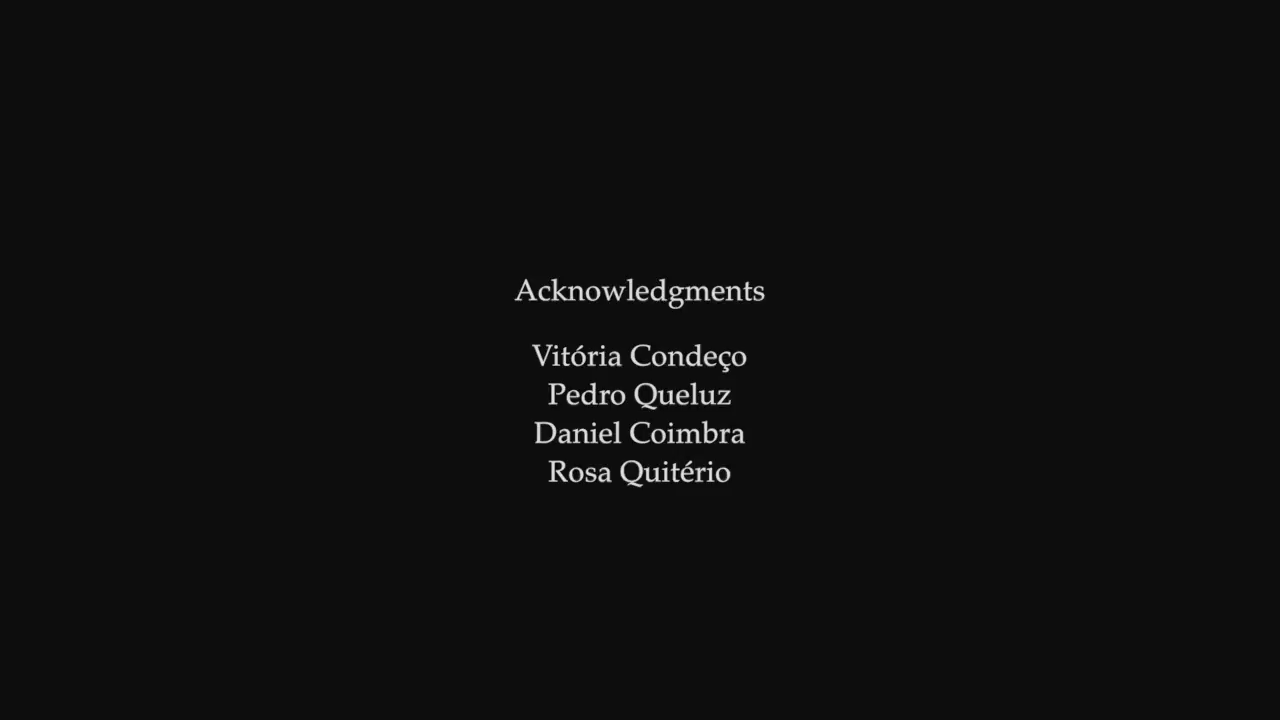 Acknowledgments
Vitória Condeço
Pedro Queluz
Daniel Coimbra
Rosa Quitério